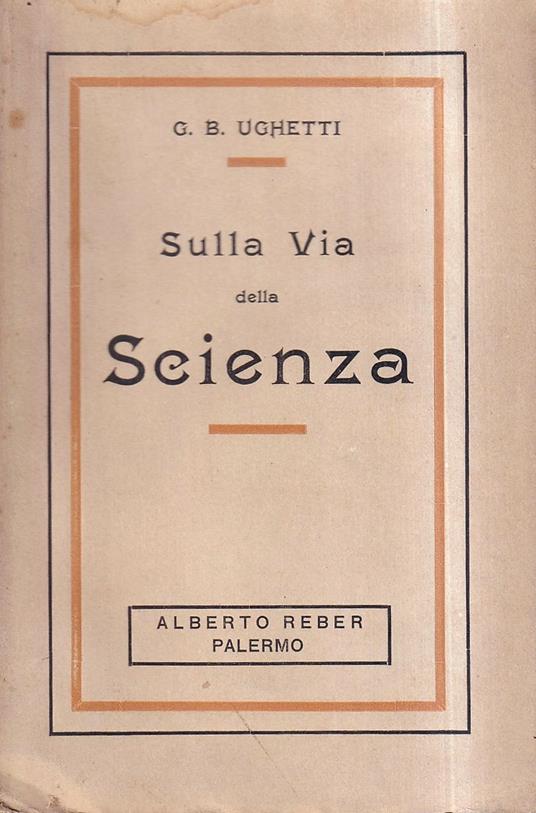 G. B. UGHETTI
Sulla Via
della
Scienza
ALBERTO REBER
PALERMO